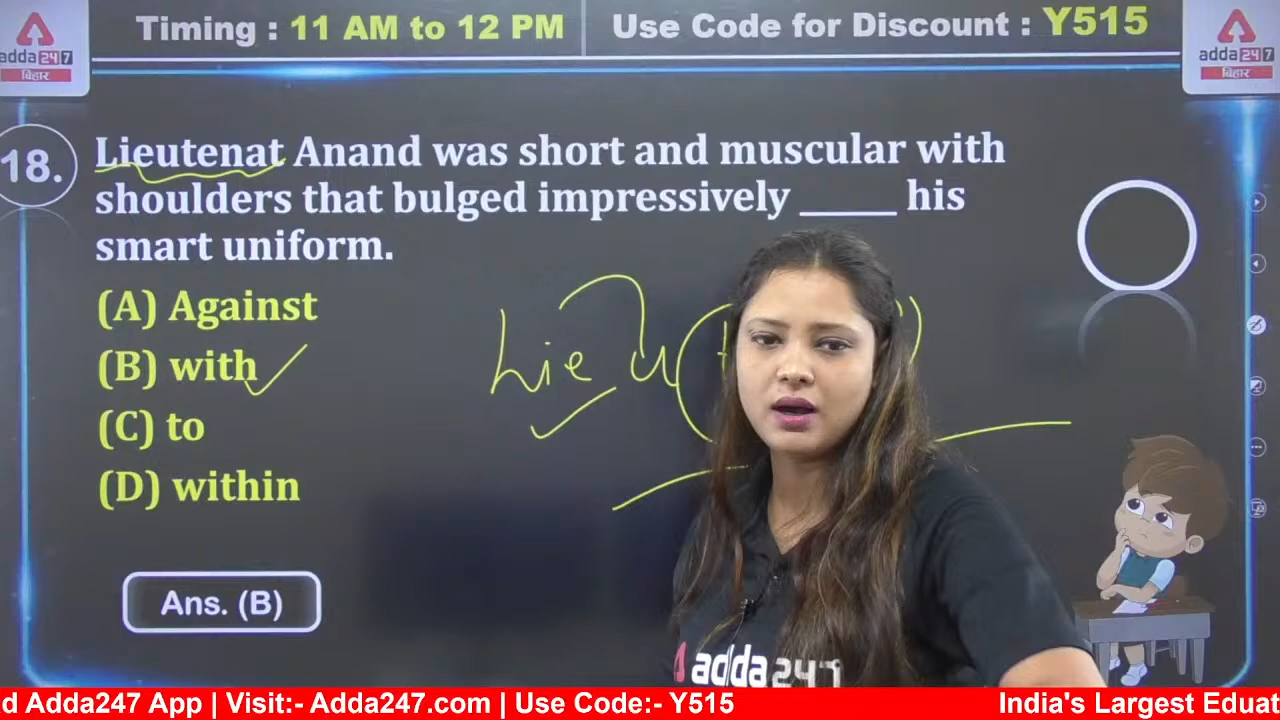 Timing : 11 AM to 12 PM
Use Code for Discount : Y515
adda247
बिहार
adda247
बिहार
18.
Lieutenat Anand was short and muscular with
shoulders that bulged impressively _____ his
smart uniform.
(A) Against
(B) with
(C) to
(D) within
Lieu
Ans. (B)
adda247
d Adda247 App | Visit:- Adda247.com | Use Code:- Y515
India's Largest Eduat